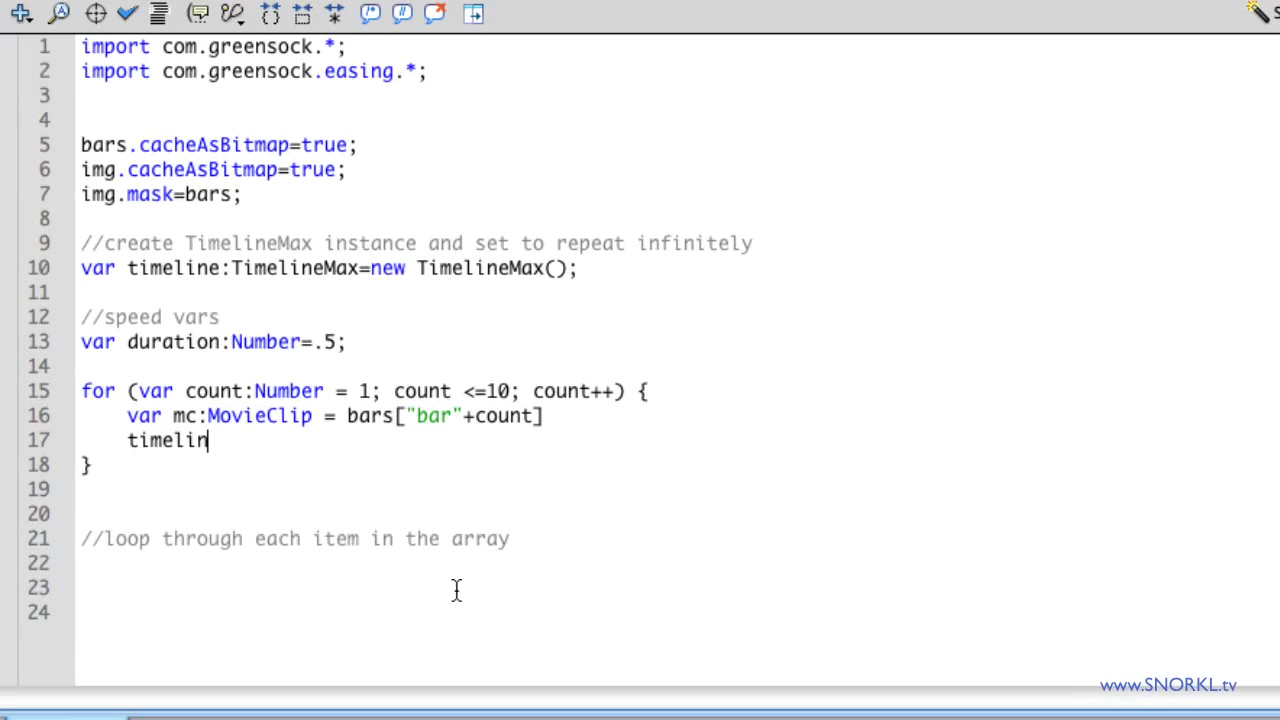 1 import com.greensock.*;
2 import com.greensock.easing.*;
3
4
5 bars.cacheAsBitmap=true;
6 img.cacheAsBitmap=true;
7 img.mask=bars;
8
9 //create TimelineMax instance and set to repeat infinitely
10 var timeline:TimelineMax=new TimelineMax();
11
12 //speed vars
13 var duration:Number=.5;
14
15 for (var count:Number = 1; count <=10; count++) {
16 var mc:MovieClip = bars["bar"+count]
17 timelin
18 }
19
20
21 //loop through each item in the array
22
23
24
www.SNORKL.tv